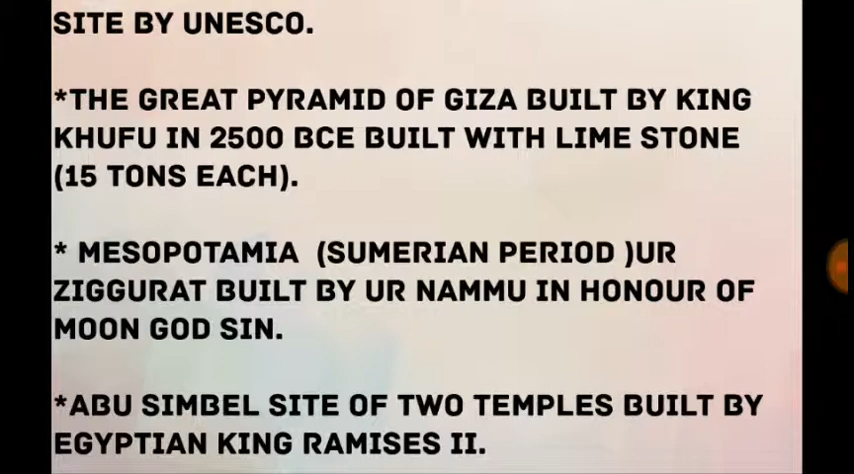 SITE BY UNESCO.
*THE GREAT PYRAMID OF GIZA BUILT BY KING
KHUFU IN 2500 BCE BUILT WITH LIME STONE
(15 TONS EACH).
* MESOPOTAMIA (SUMERIAN PERIOD )UR
ZIGGURAT BUILT BY UR NAMMU IN HONOUR OF
MOON GOD SIN.
*ABU SIMBEL SITE OF TWO TEMPLES BUILT BY
EGYPTIAN KING RAMISES II.